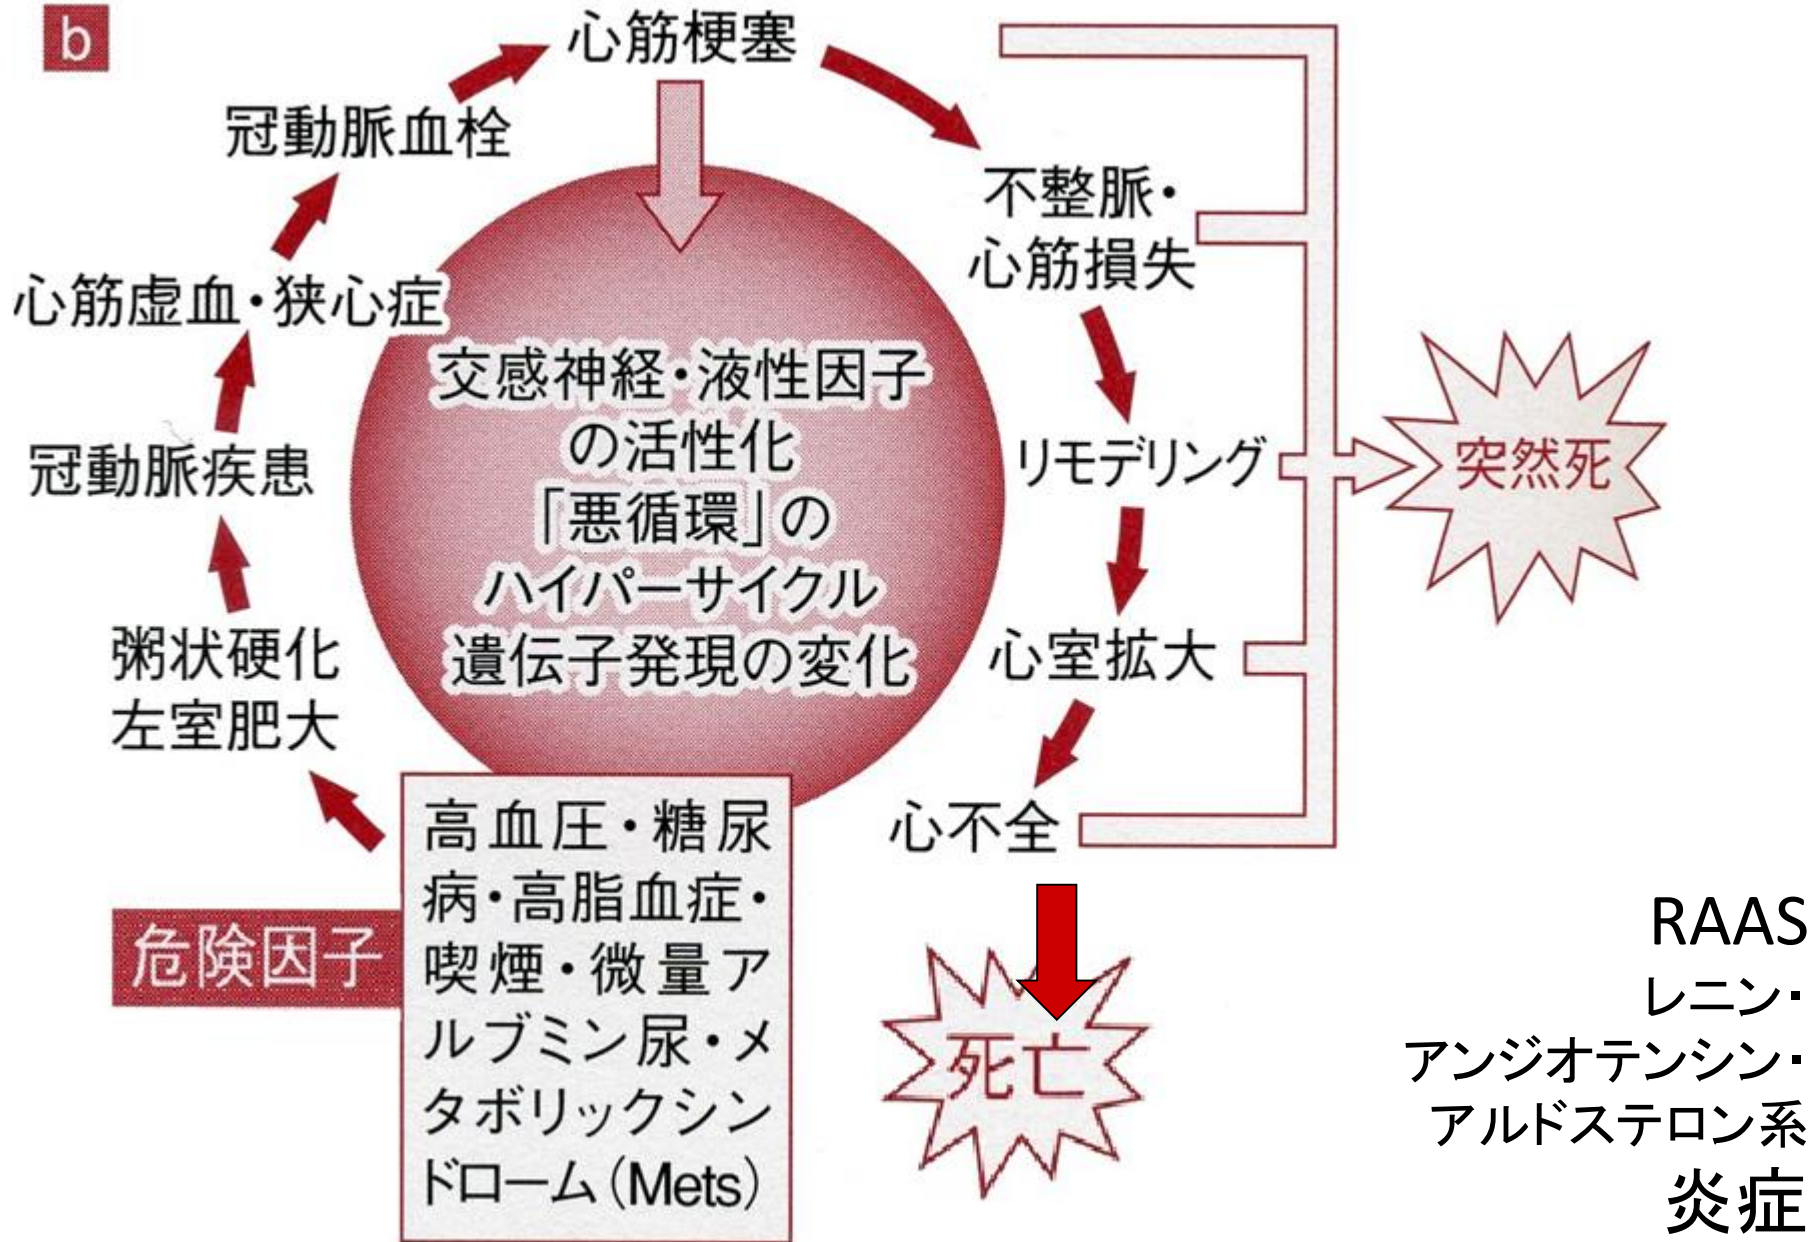 b
心筋梗塞
冠動脈血栓
心筋虚血・狭心症
冠動脈疾患
粥状硬化
左室肥大
危険因子
高血圧・糖尿
病・高脂血症・
喫煙・微量ア
ルブミン尿・メ
タボリックシン
ドローム(Mets)
交感神経・液性因子
の活性化
「悪循環」の
ハイパーサイクル
遺伝子発現の変化
不整脈・
心筋損失
リモデリング
心室拡大
心不全
突然死
死亡
RAAS
レニン・
アンジオテンシン・
アルドステロン系
炎症